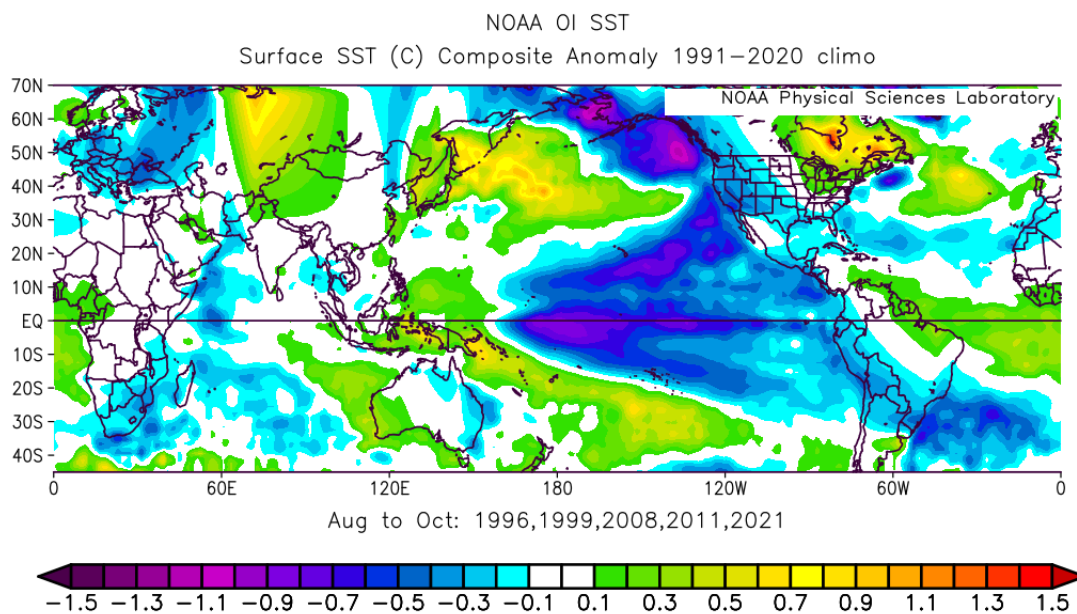 NOAA OI SST
Surface SST (C) Composite Anomaly 1991−2020 climo
NOAA Physical Sciences Laboratory
70N
60N
50N
40N
30N
20N
10N
EQ
10S
20S
30S
40S
0 60E 120E 180 120W 60W 0
Aug to Oct: 1996,1999,2008,2011,2021
−1.5 −1.3 −1.1 −0.9 −0.7 −0.5 −0.3 −0.1 0.1 0.3 0.5 0.7 0.9 1.1 1.3 1.5